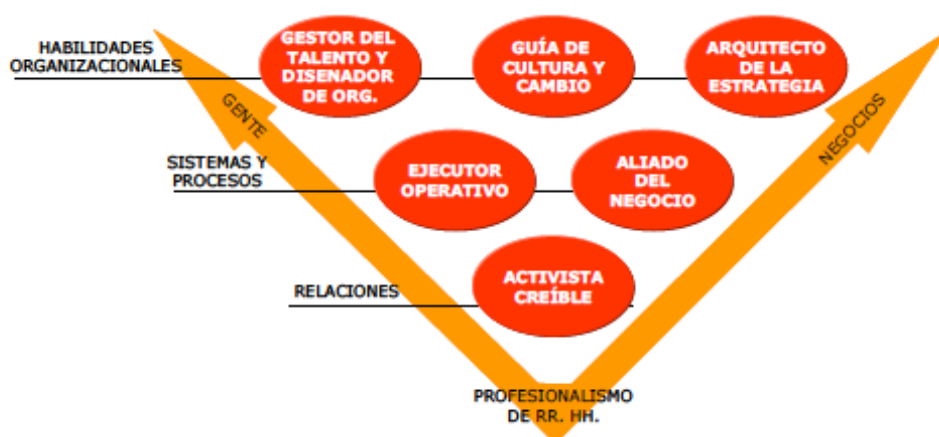 HABILIDADES
ORGANIZACIONALES
GESTOR DEL
TALENTO Y
DISENADOR
DE ORG.
GUÍA DE
CULTURA Y
CAMBIO
ARQUITECTO
DE LA
ESTRATEGIA
GENTE
NEGOCIOS
SISTEMAS Y
PROCESOS
EJECUTOR
OPERATIVO
ALIADO
DEL
NEGOCIO
RELACIONES
ACTIVISTA
CREÍBLE
PROFESIONALISMO
DE RR. HH.